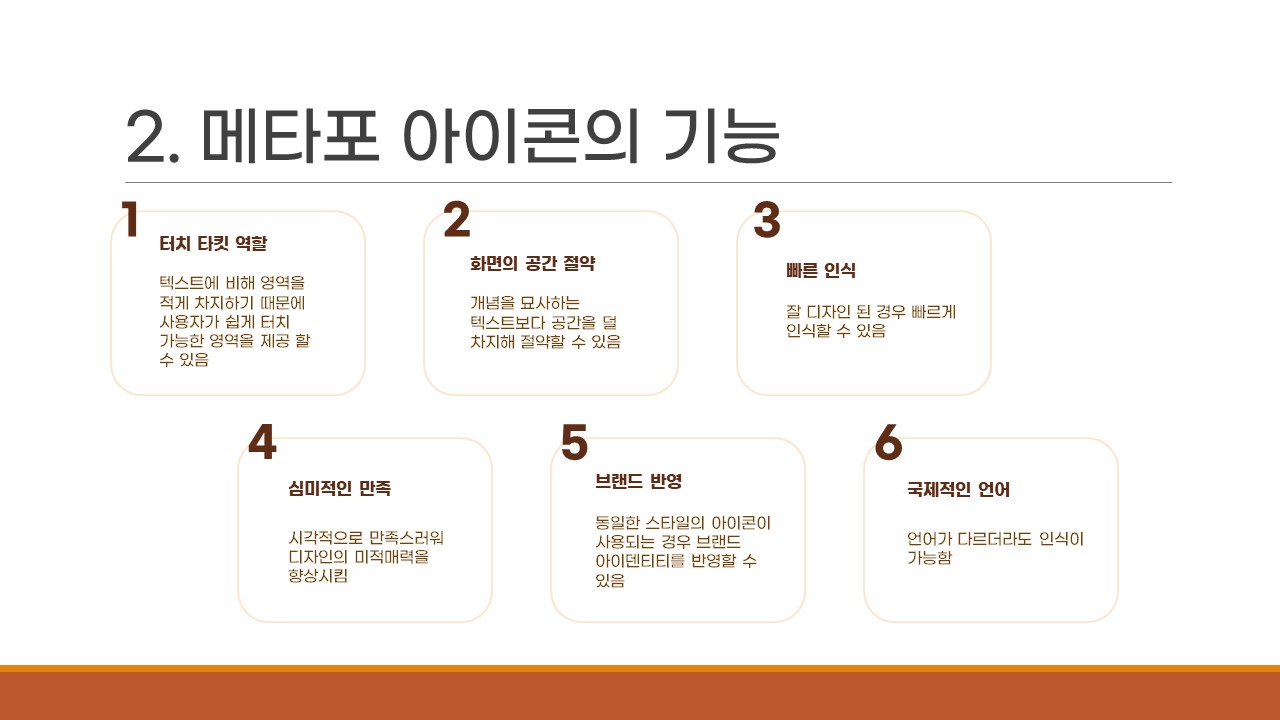 2. 메타포 아이콘의 기능
1
터치 타킷 역할
텍스트에 비해 영역을
적게 차지하기 때문에
사용자가 쉽게 터치
가능한 영역을 제공 할
수 있음
2
화면의 공간 절약
개념을 묘사하는
텍스트보다 공간을 덜
차지해 절약할 수 있음
3
빠른 인식
잘 디자인 된 경우 빠르게
인식할 수 있음
4
심미적인 만족
시각적으로 만족스러워
디자인의 미적매력을
향상시킴
5
브랜드 반영
동일한 스타일의 아이콘이
사용되는 경우 브랜드
아이덴티티를 반영할 수
있음
6
국제적인 언어
언어가 다르더라도 인식이
가능함